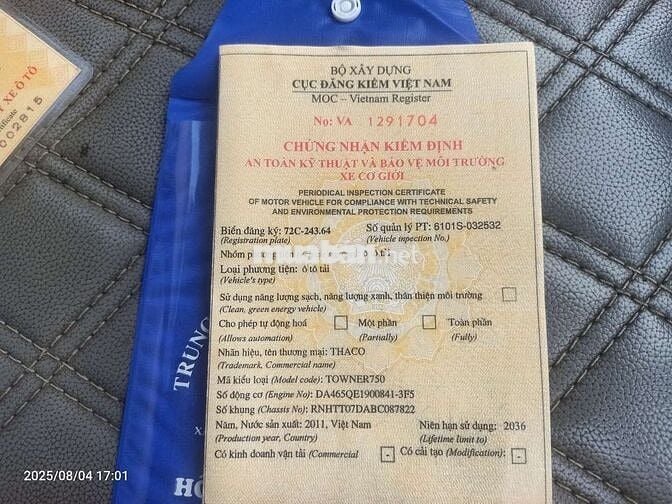 T XE Ô TÔ
002815
BỘ XÂY DỰNG
CỤC ĐĂNG KIỂM VIỆT NAM
MOC – Vietnam Register
No: VA 1291704
CHỨNG NHẬN KIỂM ĐỊNH
AN TOÀN KỸ THUẬT VÀ BẢO VỆ MÔI TRƯỜNG
XE CƠ GIỚI
PERIODICAL INSPECTION CERTIFICATE
OF MOTOR VEHICLE FOR COMPLIANCE WITH TECHNICAL SAFETY
AND ENVIRONMENTAL PROTECTION REQUIREMENTS
Biển đăng ký: 72C-243.64 Số quản lý PT: 6101S-032532
(Registration plate) (Vehicle inspection No.)
Nhóm
muaban.net
Loại phương tiện: ô tô tải
(Vehicle's type)
Sử dụng năng lượng sạch, năng lượng xanh, thân thiện môi trường
(Clean, green energy vehicle)
Cho phép tự động hoá Một phần Toàn phần
(Allows automation) (Partially) (Fully)
Nhãn hiệu, tên thương mại: THACO
(Trademark, Commercial name)
Mã kiểu loại (Model code): TOWNER750
Số động cơ (Engine No): DA465QE1900841-3F5
Số khung (Chassis No): RNHTT07DABC087822
Năm, Nước sản xuất: 2011, Việt Nam Niên hạn sử dụng: 2036
(Production year, Country) (Lifetime limit to)
Có kinh doanh vận tải (Commercial - Có cải tạo (Modification): -
TRUNG
HỒ
2025/08/04 17:01